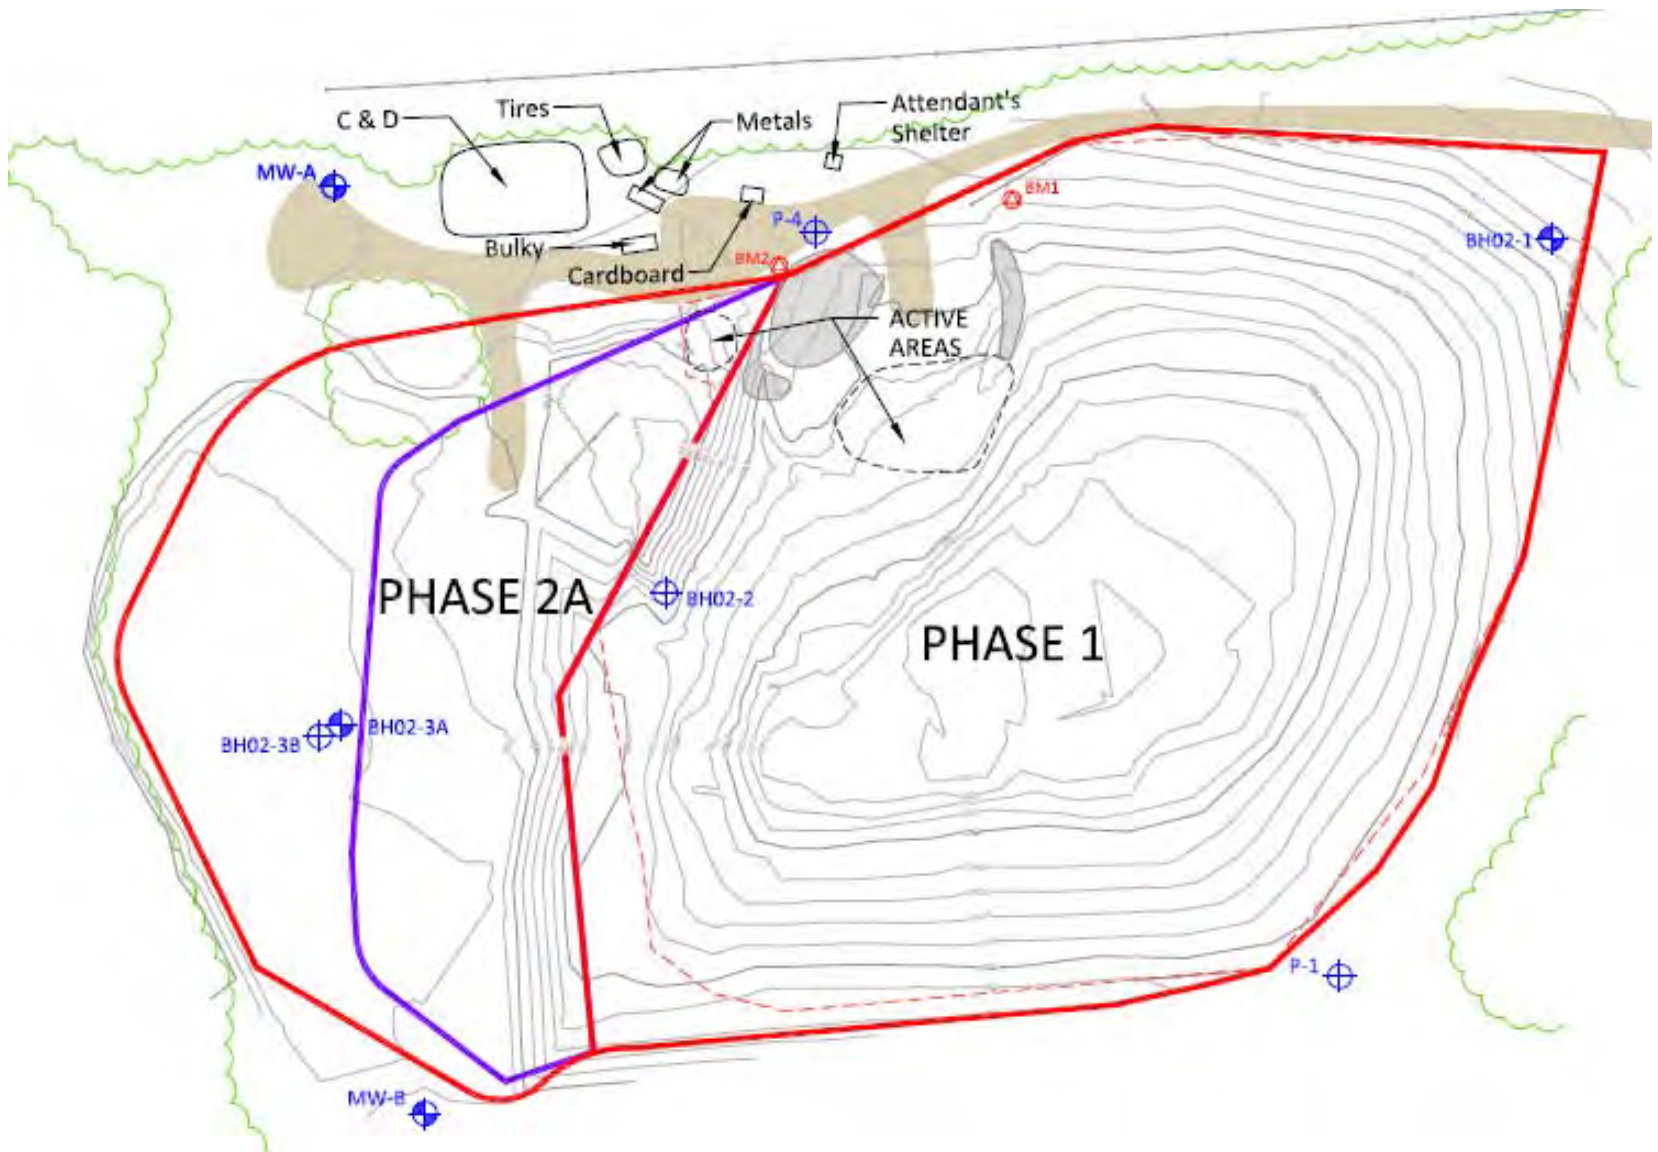 Tires
C & D
Metals
Attendant's
Shelter
MW-A
BM1
P-4
BH02-1
Bulky
BM2
Cardboard
ACTIVE
AREAS
PHASE 2A
BH02-2
PHASE 1
BH02-3A
BH02-3B
P-1
MW-B